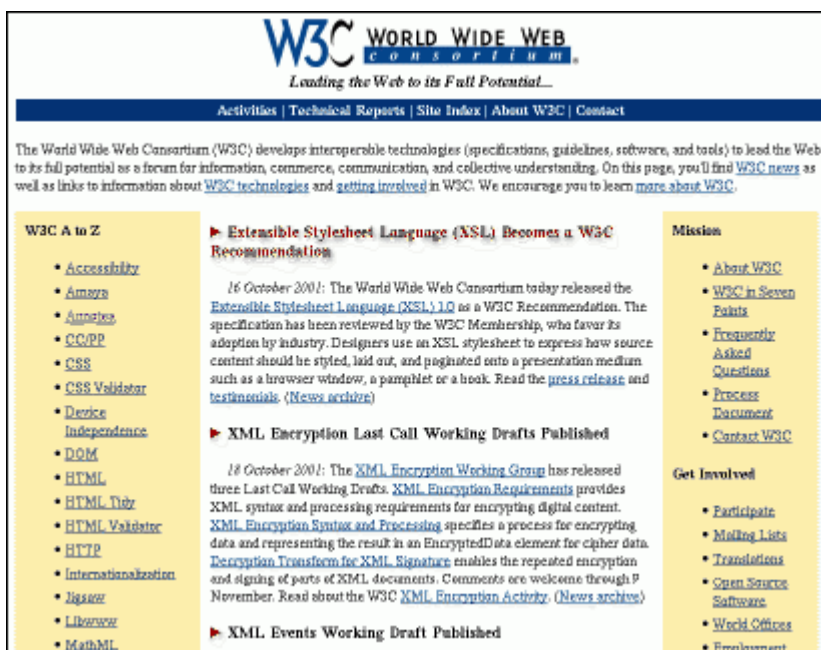 W3C WORLD WIDE WEB
consortium
Leading the Web to its Full Potential...
Activities | Technical Reports | Site Index | About W3C | Contact
The World Wide Web Consortium (W3C) develops interoperable technologies (specifications, guidelines, software, and tools) to lead the Web
to its full potential as a forum for information, commerce, communication, and collective understanding. On this page, you'll find W3C news as
well as links to information about W3C technologies and getting involved in W3C. We encourage you to learn more about W3C.
W3C A to Z
• Accessibility
• Amaya
• Annotea
• CC/PP
• CSS
• CSS Validator
• Device
Independence
• DOM
• HTML
• HTML Tidy
• HTML Validator
• HTTP
• Internationalization
• Jigsaw
• Libwww
• MathML
Extensible Stylesheet Language (XSL) Becomes a W3C
Recommendation
16 October 2001: The World Wide Web Consortium today released the
Extensible Stylesheet Language (XSL) 1.0 as a W3C Recommendation. The
specification has been reviewed by the W3C Membership, who favor its
adoption by industry. Designers use an XSL stylesheet to express how source
content should be styled, laid out, and paginated onto a presentation medium
such as a browser window, a pamphlet or a book. Read the press release and
testimonials. (News archive)
XML Encryption Last Call Working Drafts Published
18 October 2001: The XML Encryption Working Group has released
three Last Call Working Drafts. XML Encryption Requirements provides
XML syntax and processing requirements for encrypting digital content.
XML Encryption Syntax and Processing specifies a process for encrypting
data and representing the result in an EncryptedData element for cipher data.
Decryption Transform for XML Signature enables the repeated encryption
and signing of parts of XML documents. Comments are welcome through 9
November. Read about the W3C XML Encryption Activity. (News archive)
XML Events Working Draft Published
Mission
• About W3C
• W3C in Seven
Points
• Frequently
Asked
Questions
• Process
Document
• Contact W3C
Get Involved
• Participate
• Mailing Lists
• Translations
• Open Source
Software
• World Offices
• Employment